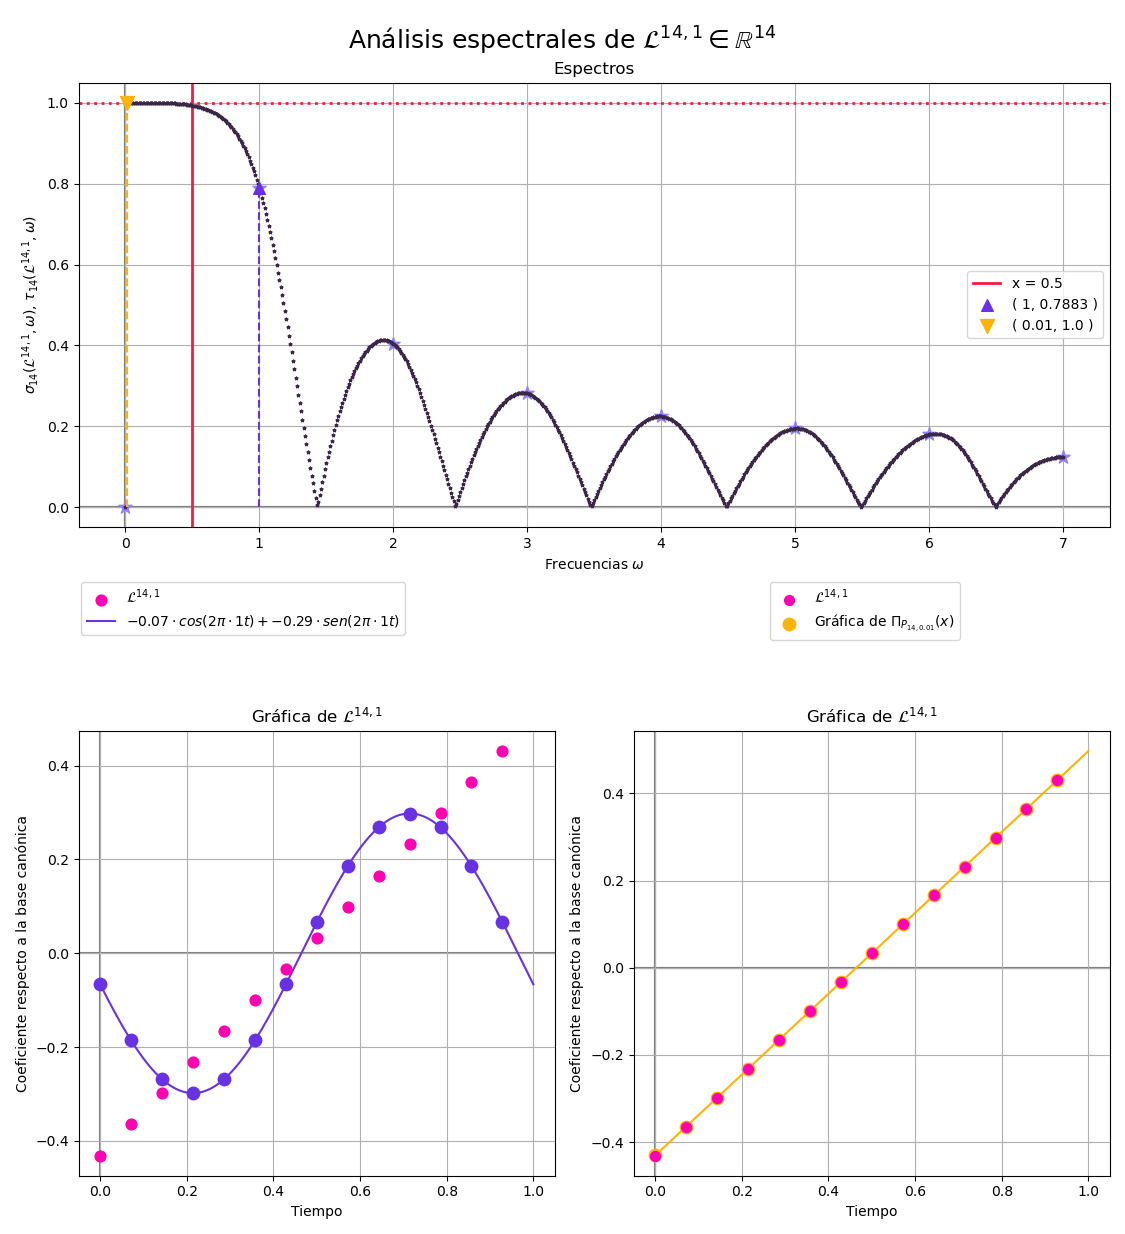 Análisis espectrales de $\mathcal{L}^{14,1} \in \mathbb{R}^{14}$
Espectros
$\sigma_{14}(\mathcal{L}^{14,1}, \omega), \tau_{14}(\mathcal{L}^{14,1}, \omega)$
1.0
0.8
0.6
0.4
0.2
0.0
x = 0.5
( 1, 0.7883 )
( 0.01, 1.0 )
0 1 2 3 4 5 6 7
Frecuencias ω
$\mathcal{L}^{14,1}$
$-0.07 \cdot cos(2\pi \cdot 1t) + -0.29 \cdot sen(2\pi \cdot 1t)$
$\mathcal{L}^{14,1}$
Gráfica de $\Pi_{P_{14,0.01}}(x)$
Gráfica de $\mathcal{L}^{14,1}$
Coeficiente respecto a la base canónica
0.4
0.2
0.0
−0.2
−0.4
0.0 0.2 0.4 0.6 0.8 1.0
Tiempo
Gráfica de $\mathcal{L}^{14,1}$
Coeficiente respecto a la base canónica
0.4
0.2
0.0
−0.2
−0.4
0.0 0.2 0.4 0.6 0.8 1.0
Tiempo